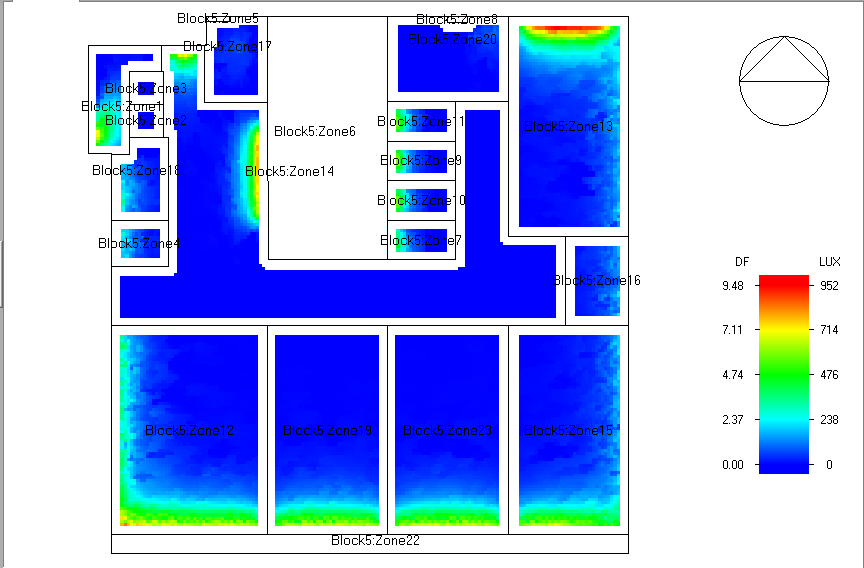 Block5:Zone5
Block5:Zone8
Block5:Zone20
Block5:Zone17
Block5:Zone3
Block5:Zone1
Block5:Zone2
Block5:Zone11
Block5:Zone13
Block5:Zone6
Block5:Zone9
Block5:Zone14
Block5:Zone18
Block5:Zone10
Block5:Zone4
Block5:Zone7
Block5:Zone16
Block5:Zone12
Block5:Zone19
Block5:Zone23
Block5:Zone15
Block5:Zone22
DF LUX
9.48 952
7.11 714
4.74 476
2.37 238
0.00 0